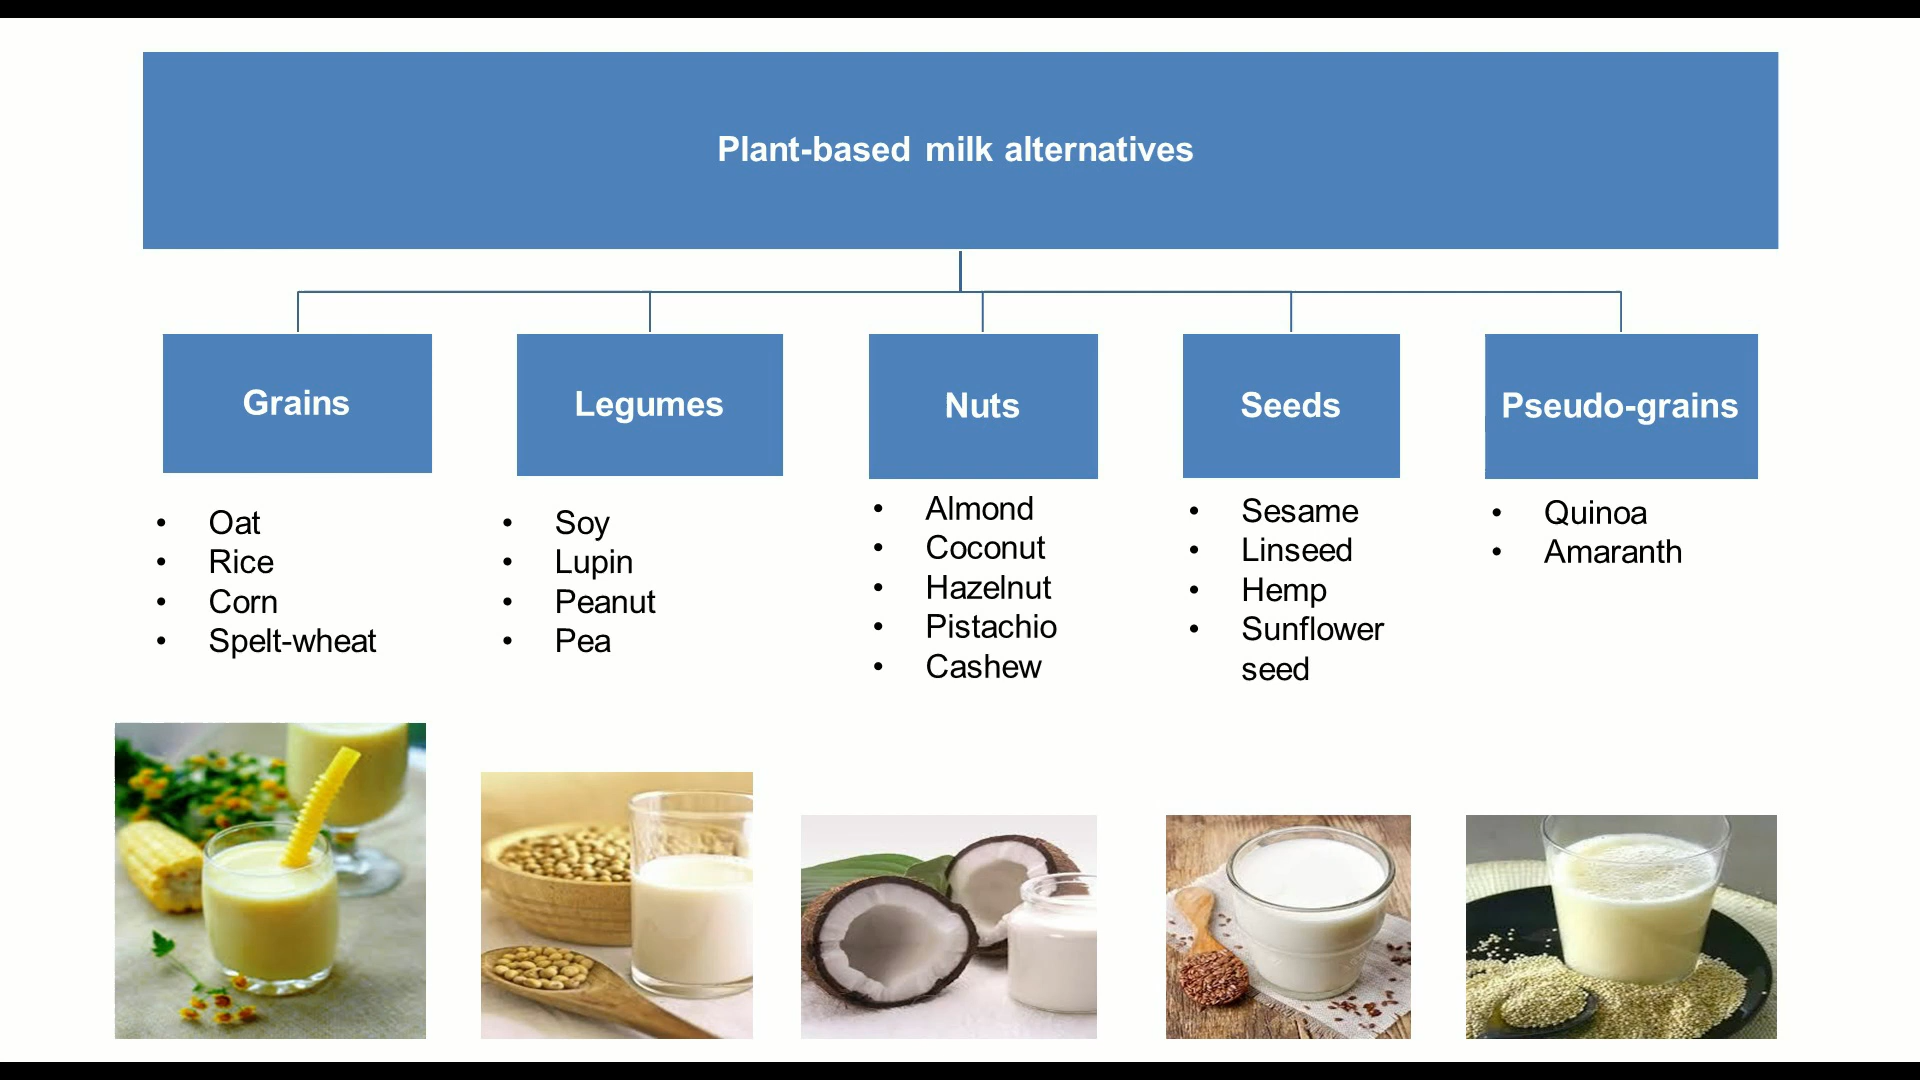 Plant-based milk alternatives
Grains
Legumes
Nuts
Seeds
Pseudo-grains
• Oat
• Rice
• Corn
• Spelt-wheat
• Soy
• Lupin
• Peanut
• Pea
• Almond
• Coconut
• Hazelnut
• Pistachio
• Cashew
• Sesame
• Linseed
• Hemp
• Sunflower
seed
• Quinoa
• Amaranth